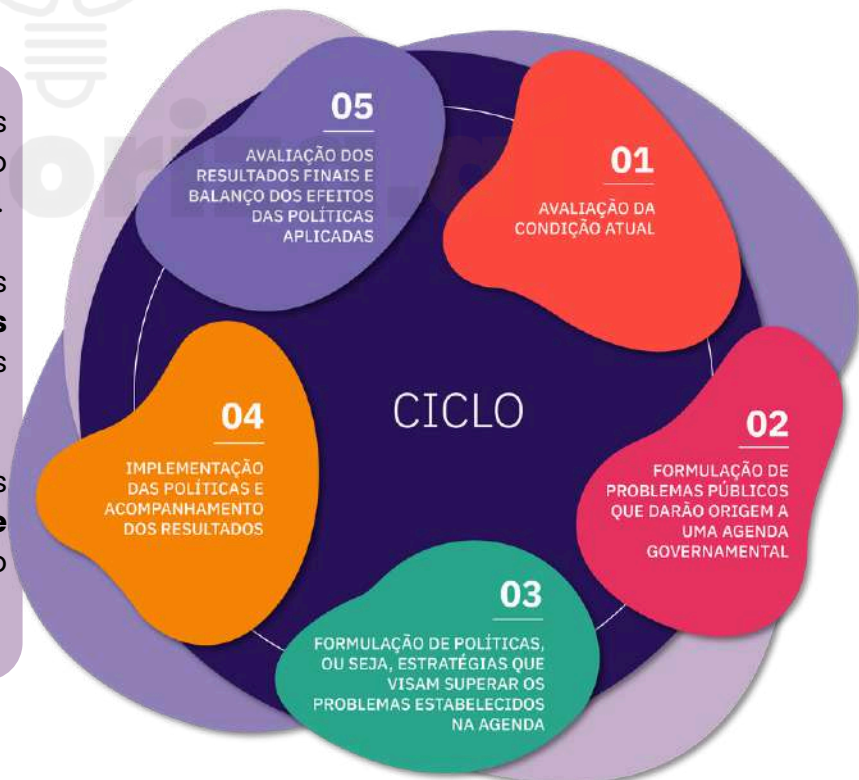 05
AVALIAÇÃO DOS
RESULTADOS FINAIS E
BALANÇO DOS EFEITOS
DAS POLÍTICAS
APLICADAS
01
AVALIAÇÃO DA
CONDIÇÃO ATUAL
CICLO
04
IMPLEMENTAÇÃO
DAS POLÍTICAS E
ACOMPANHAMENTO
DOS RESULTADOS
02
FORMULAÇÃO DE
PROBLEMAS PÚBLICOS
QUE DARÃO ORIGEM A
UMA AGENDA
GOVERNAMENTAL
03
FORMULAÇÃO DE POLÍTICAS,
OU SEJA, ESTRATÉGIAS QUE
VISAM SUPERAR OS
PROBLEMAS ESTABELECIDOS
NA AGENDA